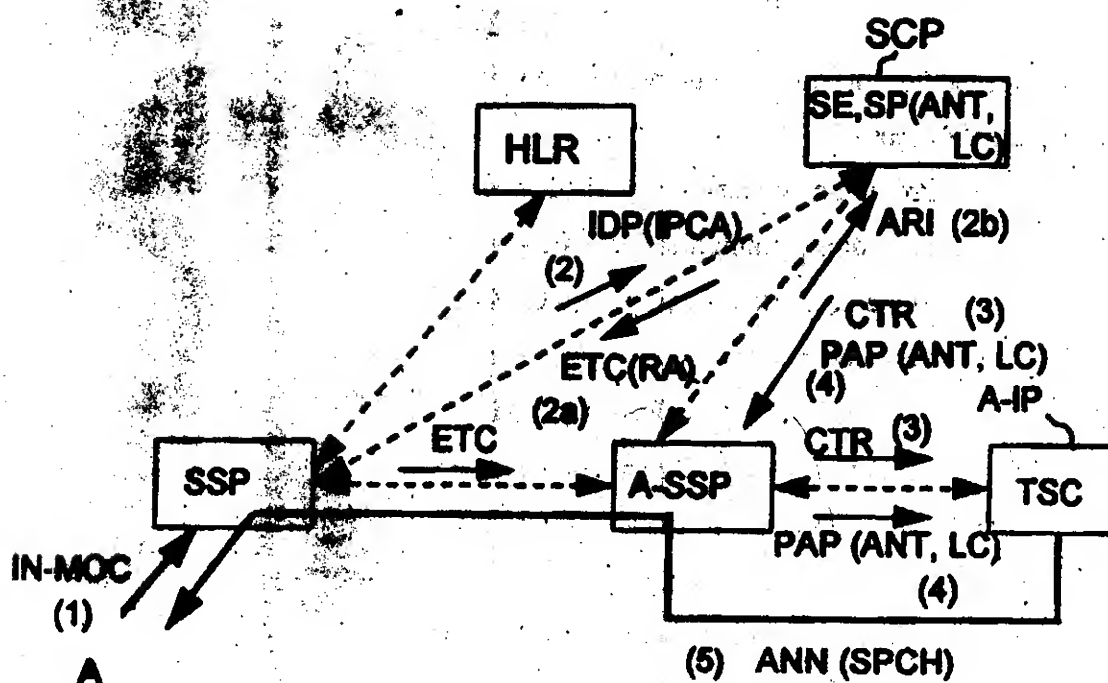 SCP
SE,SP(ANT,
LC)
HLR
IDP(IPCA)
(2)
ARI (2b)
CTR (3)
PAP (ANT, LC)
(4)
ETC(RA)
(2a)
A-IP
ETC
CTR (3)
SSP
A-SSP
TSC
PAP (ANT, LC)
(4)
IN-MOC
(1)
A
(5) ANN (SPCH)